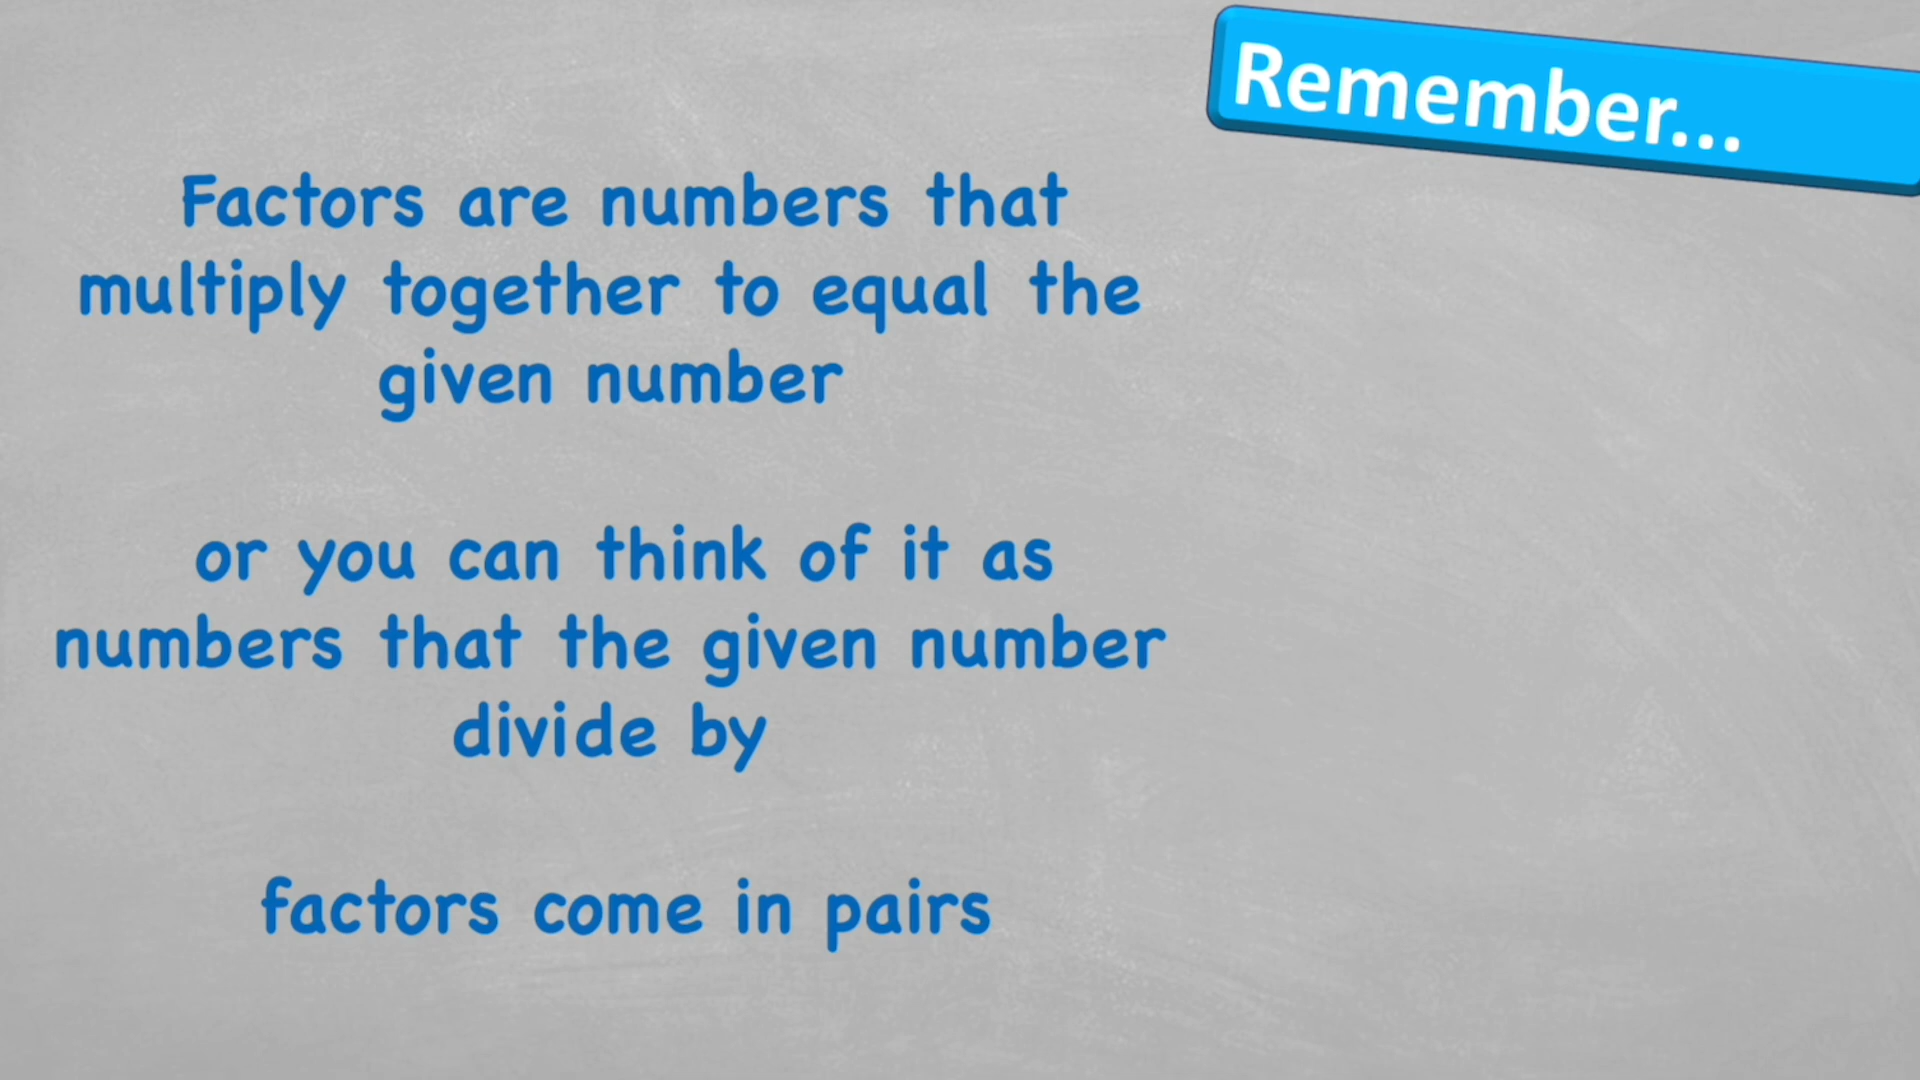 Remember...
Factors are numbers that
multiply together to equal the
given number
or you can think of it as
numbers that the given number
divide by
factors come in pairs